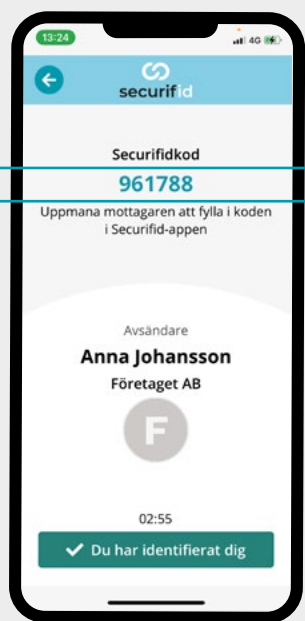 13:24
4G
securifid
Securifidkod
961788
Uppmana mottagaren att fylla i koden
i Securifid-appen
Avsändare
Anna Johansson
Företaget AB
F
02:55
Du har identifierat dig